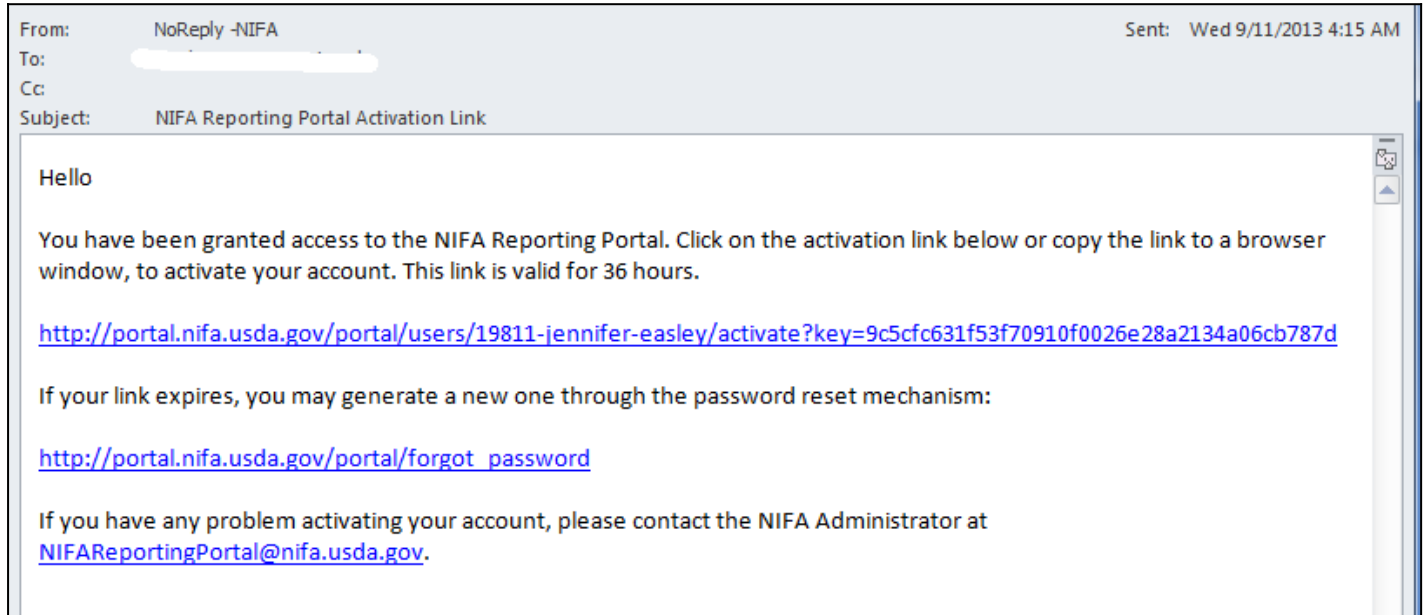 From: NoReply -NIFA Sent: Wed 9/11/2013 4:15 AM
To:
Cc:
Subject: NIFA Reporting Portal Activation Link
Hello
You have been granted access to the NIFA Reporting Portal. Click on the activation link below or copy the link to a browser
window, to activate your account. This link is valid for 36 hours.
http://portal.nifa.usda.gov/portal/users/19811-jennifer-easley/activate?key=9c5cfc631f53f70910f0026e28a2134a06cb787d
If your link expires, you may generate a new one through the password reset mechanism:
http://portal.nifa.usda.gov/portal/forgot_password
If you have any problem activating your account, please contact the NIFA Administrator at
NIFAReportingPortal@nifa.usda.gov.